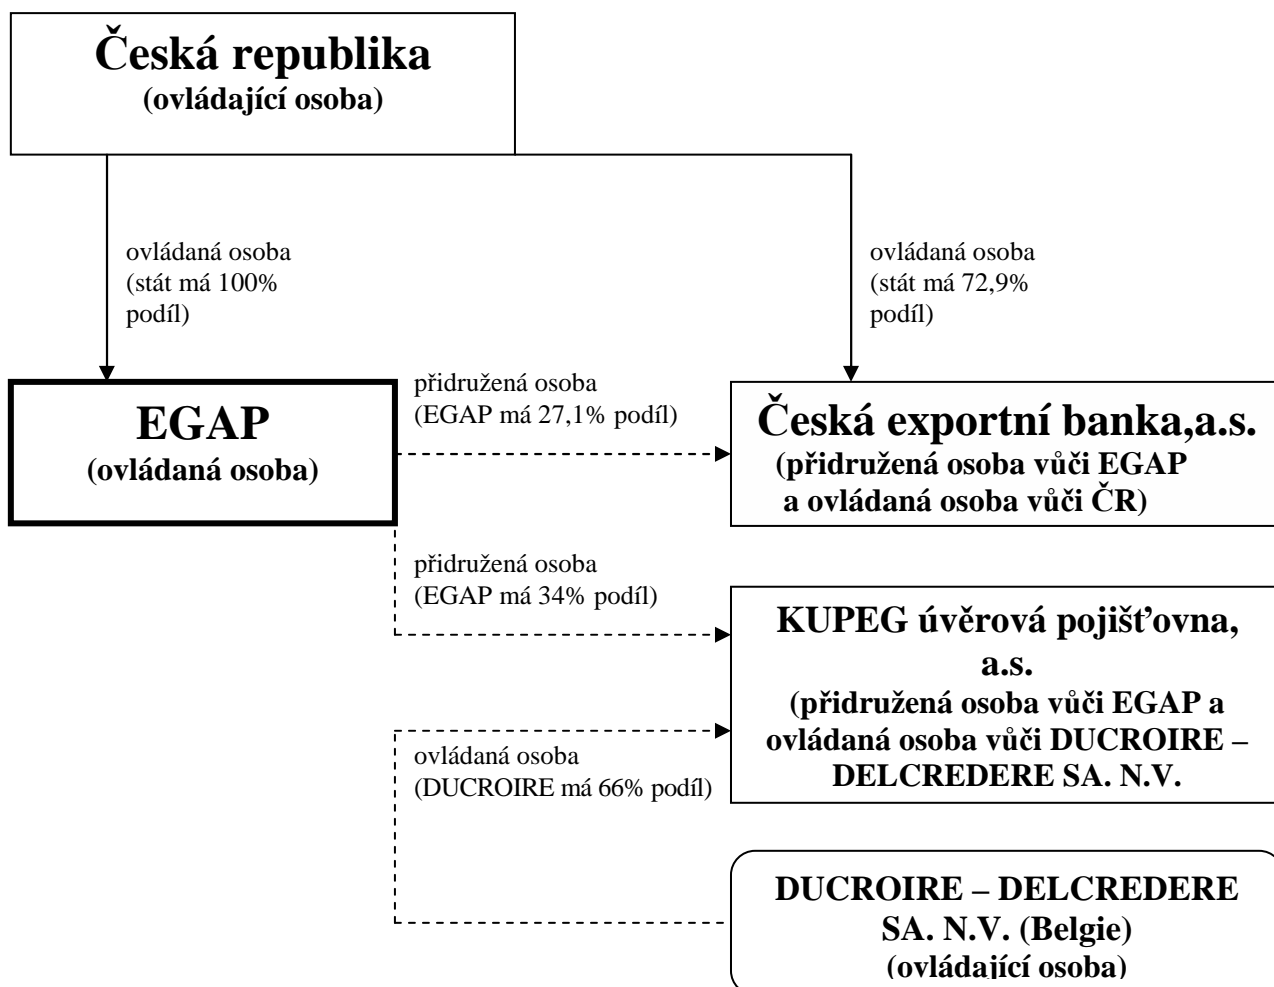 Česká republika
(ovládající osoba)
ovládaná osoba
(stát má 100%
podíl)
ovládaná osoba
(stát má 72,9%
podíl)
EGAP
(ovládaná osoba)
přidružená osoba
(EGAP má 27,1% podíl)
Česká exportní banka,a.s.
(přidružená osoba vůči EGAP
a ovládaná osoba vůči ČR)
přidružená osoba
(EGAP má 34% podíl)
KUPEG úvěrová pojišťovna,
a.s.
(přidružená osoba vůči EGAP a
ovládaná osoba vůči DUCROIRE –
DELCREDERE SA. N.V.
ovládaná osoba
(DUCROIRE má 66% podíl)
DUCROIRE – DELCREDERE
SA. N.V. (Belgie)
(ovládající osoba)